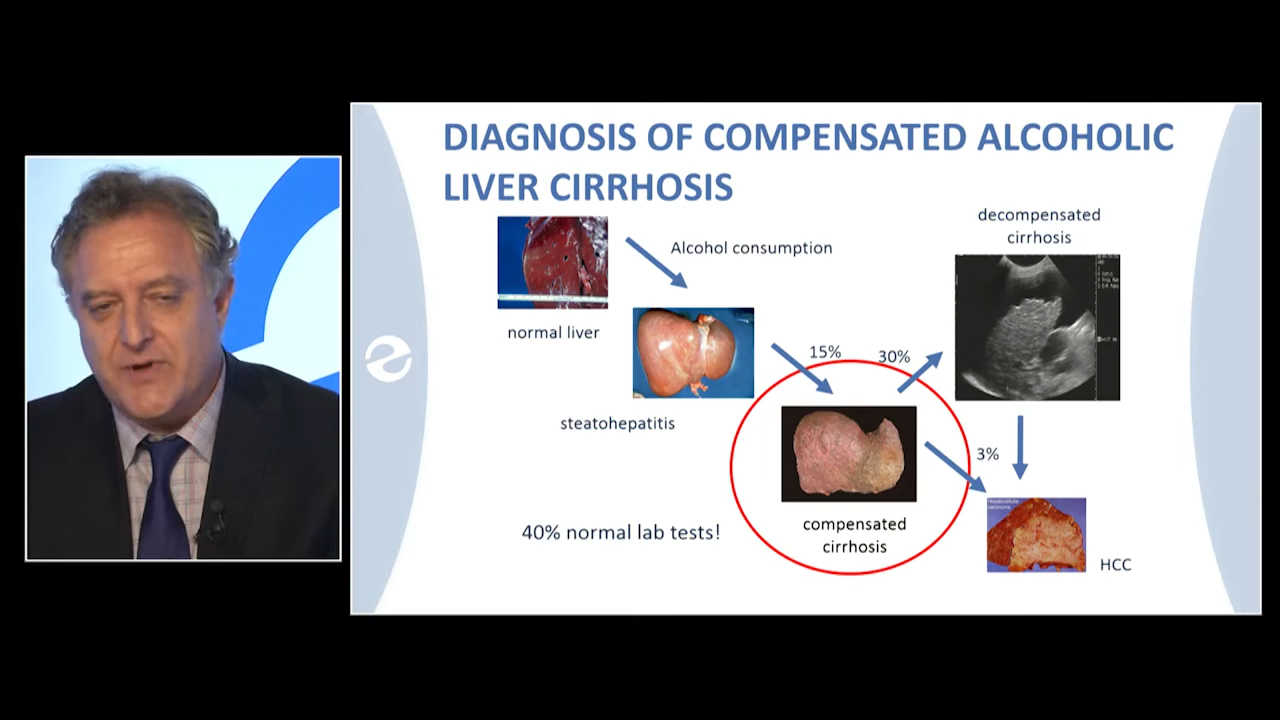 DIAGNOSIS OF COMPENSATED ALCOHOLIC
LIVER CIRRHOSIS
decompensated
cirrhosis
Alcohol consumption
normal liver
15%
30%
steatohepatitis
3%
40% normal lab tests!
compensated
cirrhosis
HCC